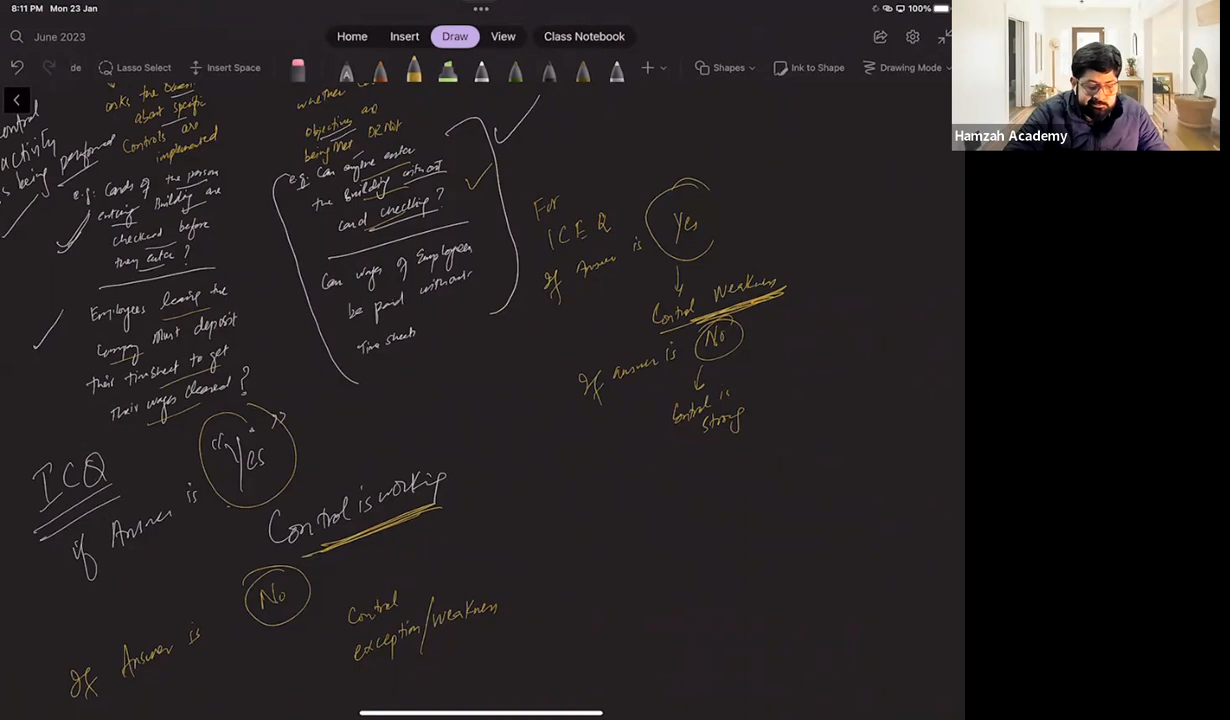 8:11 PM Mon 23 Jan
100%
June 2023
Home Insert Draw View Class Notebook
de Lasso Select Insert Space Shapes Ink to Shape Drawing Mode
Hamzah Academy
control
activity
is being performed
asks the
about specific
Controls are
implemented
e.g: Cards of the person
entering Building are
checked before
they enter ?
Employees leaving the
Company Must deposit
their timesheet to get
Their wages cleared ?
whether
objectives are
being Met OR Not
e.g: Can anyone enter
the Building without
card checking ?
Can wages of Employees
be paid without
Time sheets
For
ICEQ
If Answer is Yes
Control Weakness
If answer is No
Control is
Strong
ICQ
if Answer is "Yes"
Control is working
If Answer is No
Control
exception/weakness